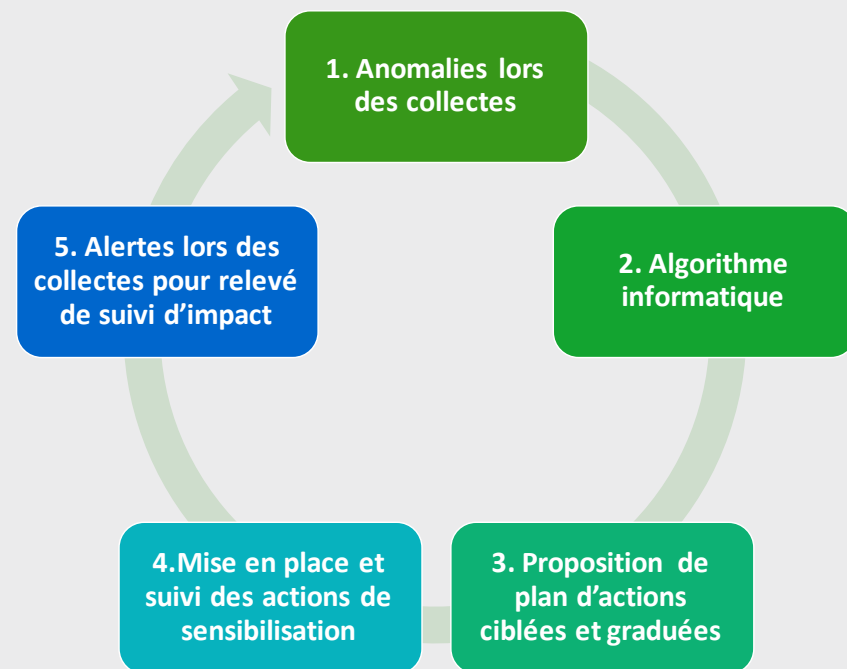 1. Anomalies lors
des collectes
2. Algorithme
informatique
3. Proposition de
plan d’actions
ciblées et graduées
4.Mise en place et
suivi des actions de
sensibilisation
5. Alertes lors des
collectes pour relevé
de suivi d’impact